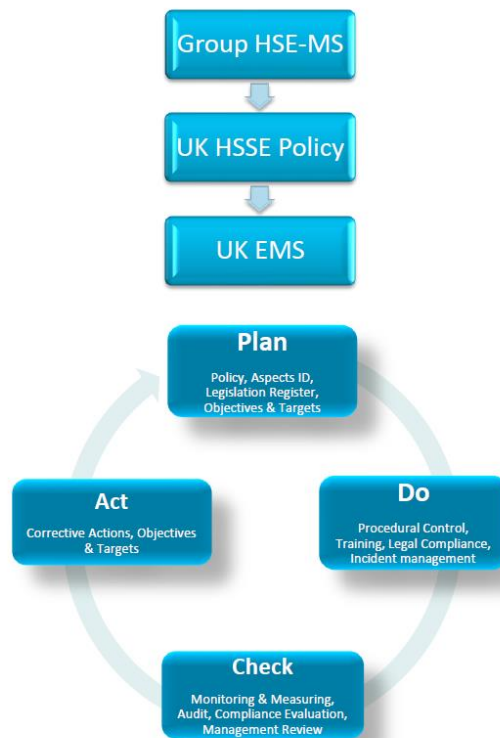 Group HSE-MS
UK HSSE Policy
UK EMS
Plan
Policy, Aspects ID,
Legislation Register,
Objectives & Targets
Do
Procedural Control,
Training, Legal Compliance,
Incident management
Check
Monitoring & Measuring,
Audit, Compliance Evaluation,
Management Review
Act
Corrective Actions, Objectives
& Targets